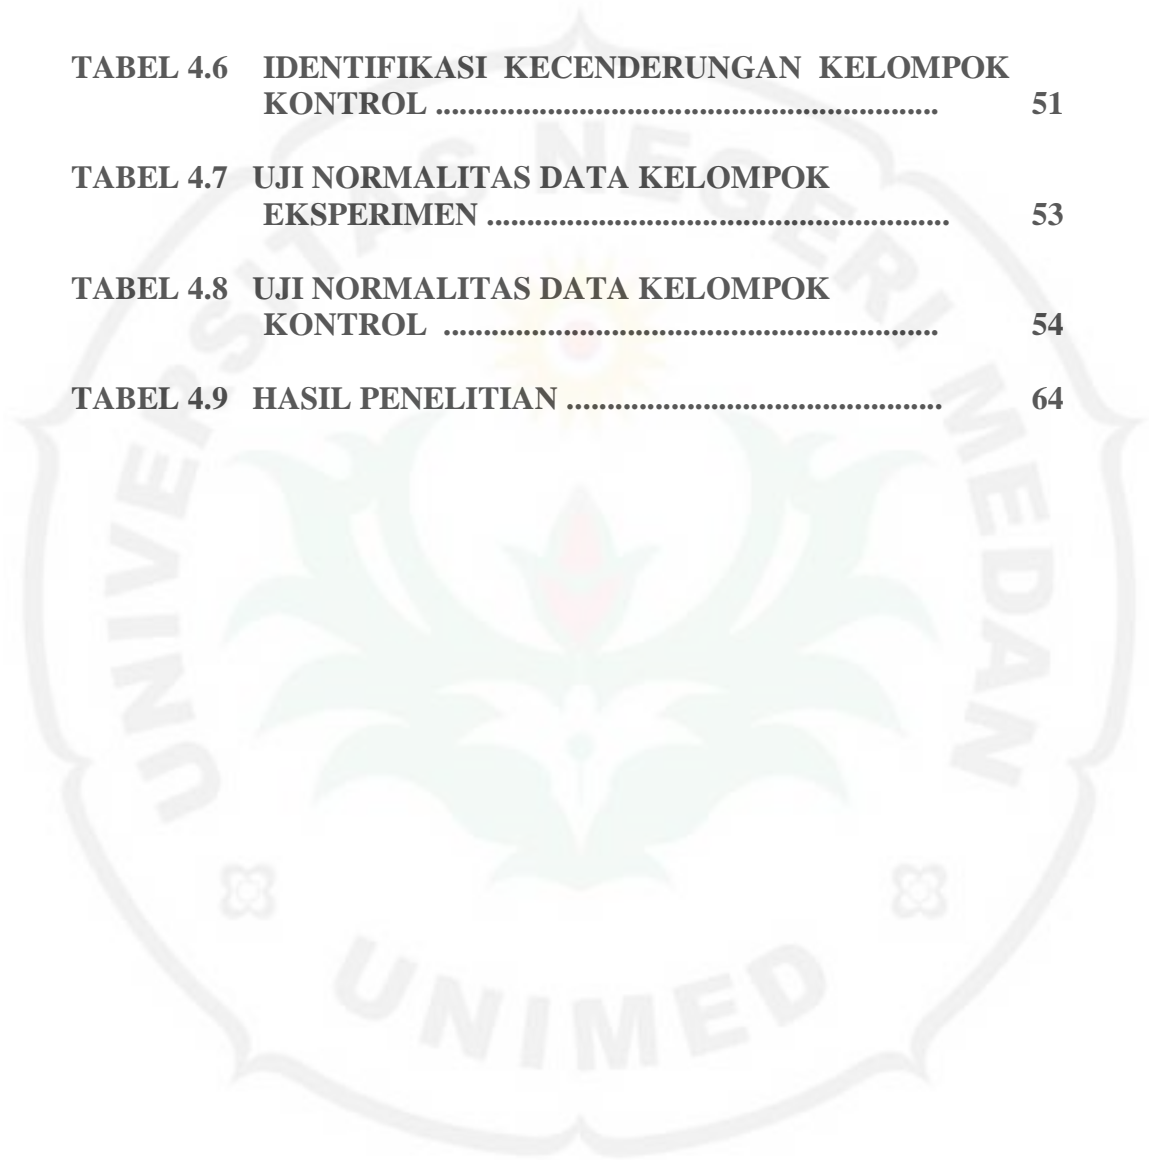 TABEL 4.6 IDENTIFIKASI KECENDERUNGAN KELOMPOK
KONTROL .............................................................. 51
TABEL 4.7 UJI NORMALITAS DATA KELOMPOK
EKSPERIMEN ......................................................... 53
TABEL 4.8 UJI NORMALITAS DATA KELOMPOK
KONTROL ............................................................. 54
TABEL 4.9 HASIL PENELITIAN .............................................. 64
UNIVERSITAS NEGERI MEDAN
UNIMED